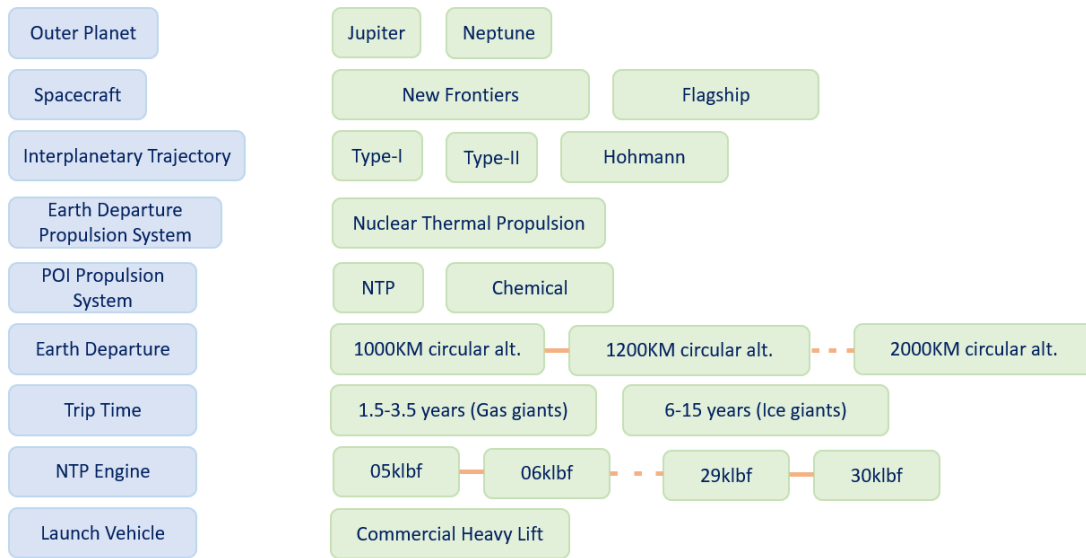 Outer Planet
Jupiter
Neptune
Spacecraft
New Frontiers
Flagship
Interplanetary Trajectory
Type-I
Type-II
Hohmann
Earth Departure
Propulsion System
Nuclear Thermal Propulsion
POI Propulsion
System
NTP
Chemical
Earth Departure
1000KM circular alt.
1200KM circular alt.
2000KM circular alt.
Trip Time
1.5-3.5 years (Gas giants)
6-15 years (Ice giants)
NTP Engine
05klbf
06klbf
29klbf
30klbf
Launch Vehicle
Commercial Heavy Lift